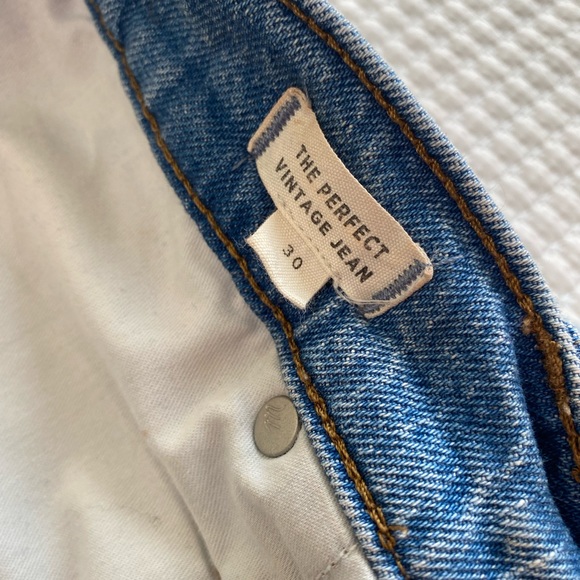 THE PERFECT
VINTAGE JEAN
30